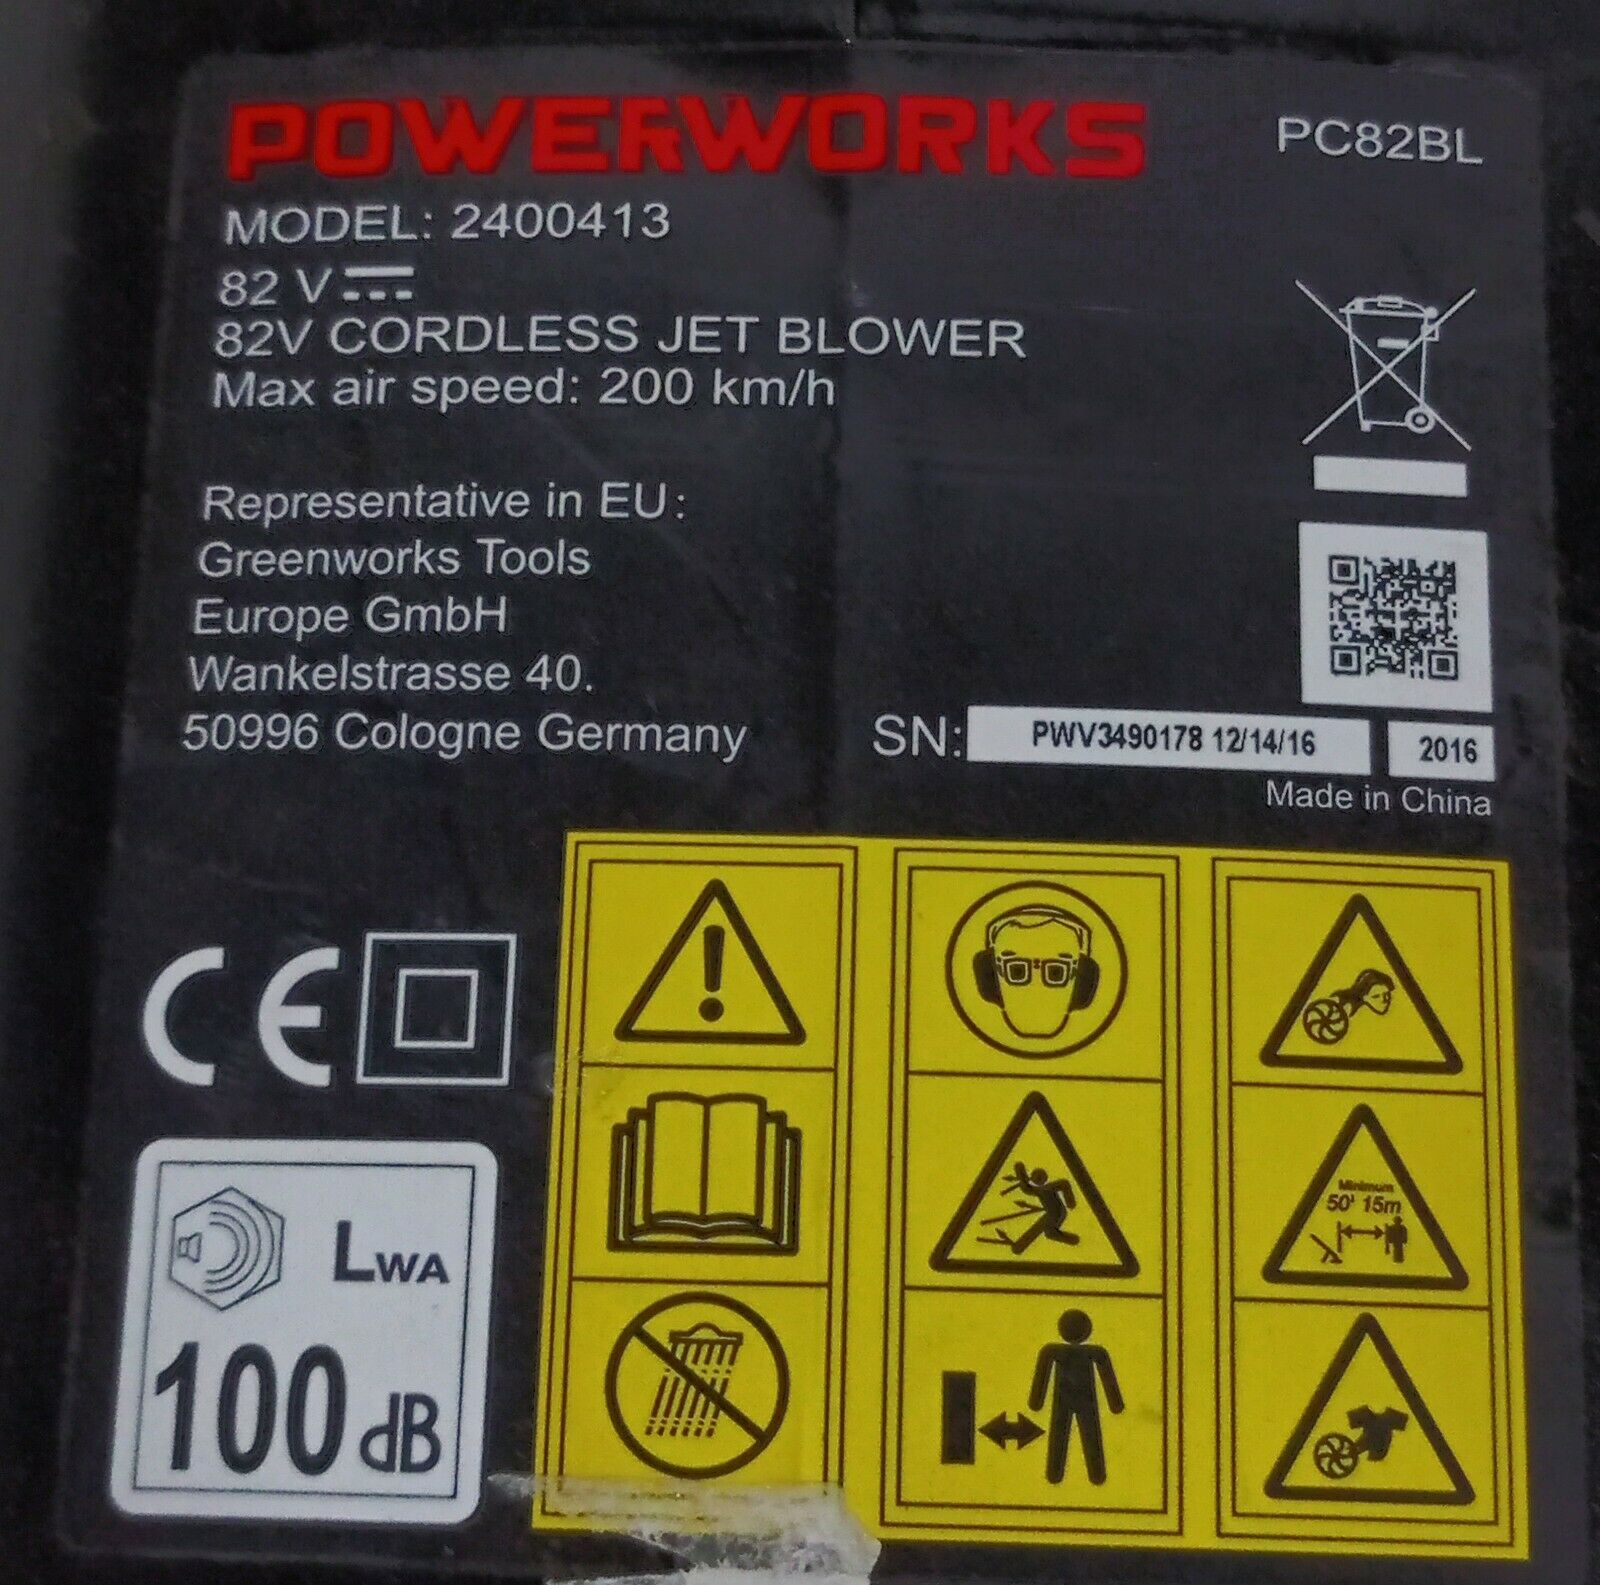 POWERWORKS
PC82BL
MODEL: 2400413
82 V
82V CORDLESS JET BLOWER
Max air speed: 200 km/h
Representative in EU:
Greenworks Tools
Europe GmbH
Wankelstrasse 40.
50996 Cologne Germany
SN: PWV3490178 12/14/16 2016
Made in China
CE
Minimum
50' 15m
LWA
100 dB